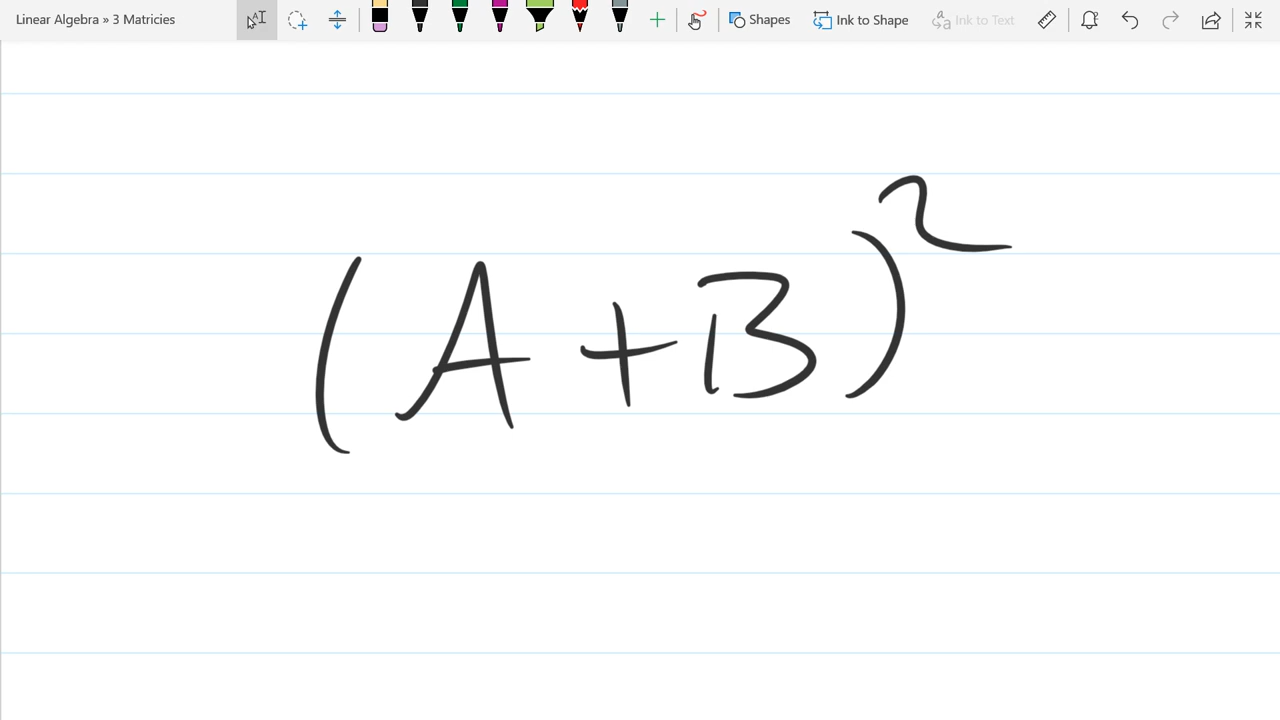 Linear Algebra » 3 Matricies
Shapes
Ink to Shape
Ink to Text
(A+B)²